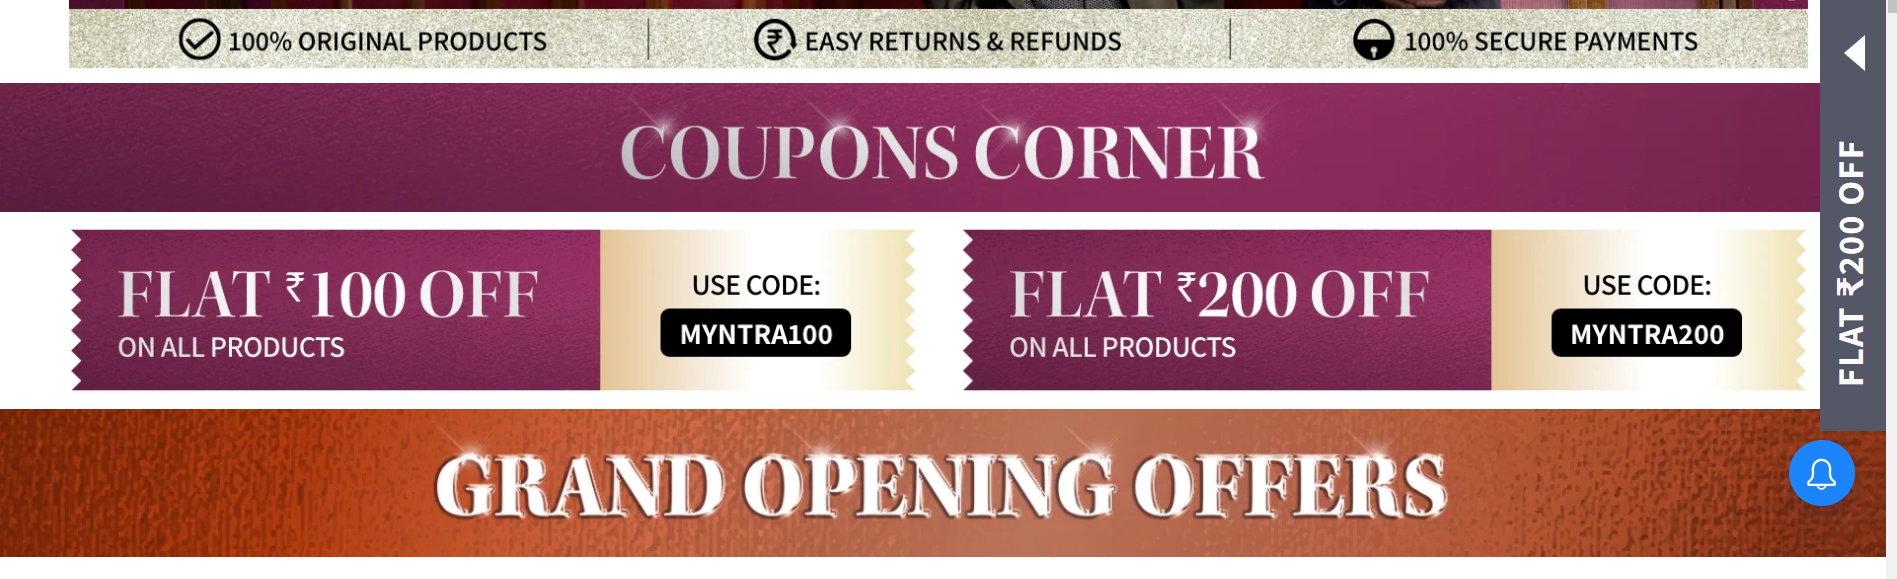 100% ORIGINAL PRODUCTS
EASY RETURNS & REFUNDS
100% SECURE PAYMENTS
COUPONS CORNER
FLAT ₹100 OFF
ON ALL PRODUCTS
USE CODE:
MYNTRA100
FLAT ₹200 OFF
ON ALL PRODUCTS
USE CODE:
MYNTRA200
FLAT ₹200 OFF
GRAND OPENING OFFERS